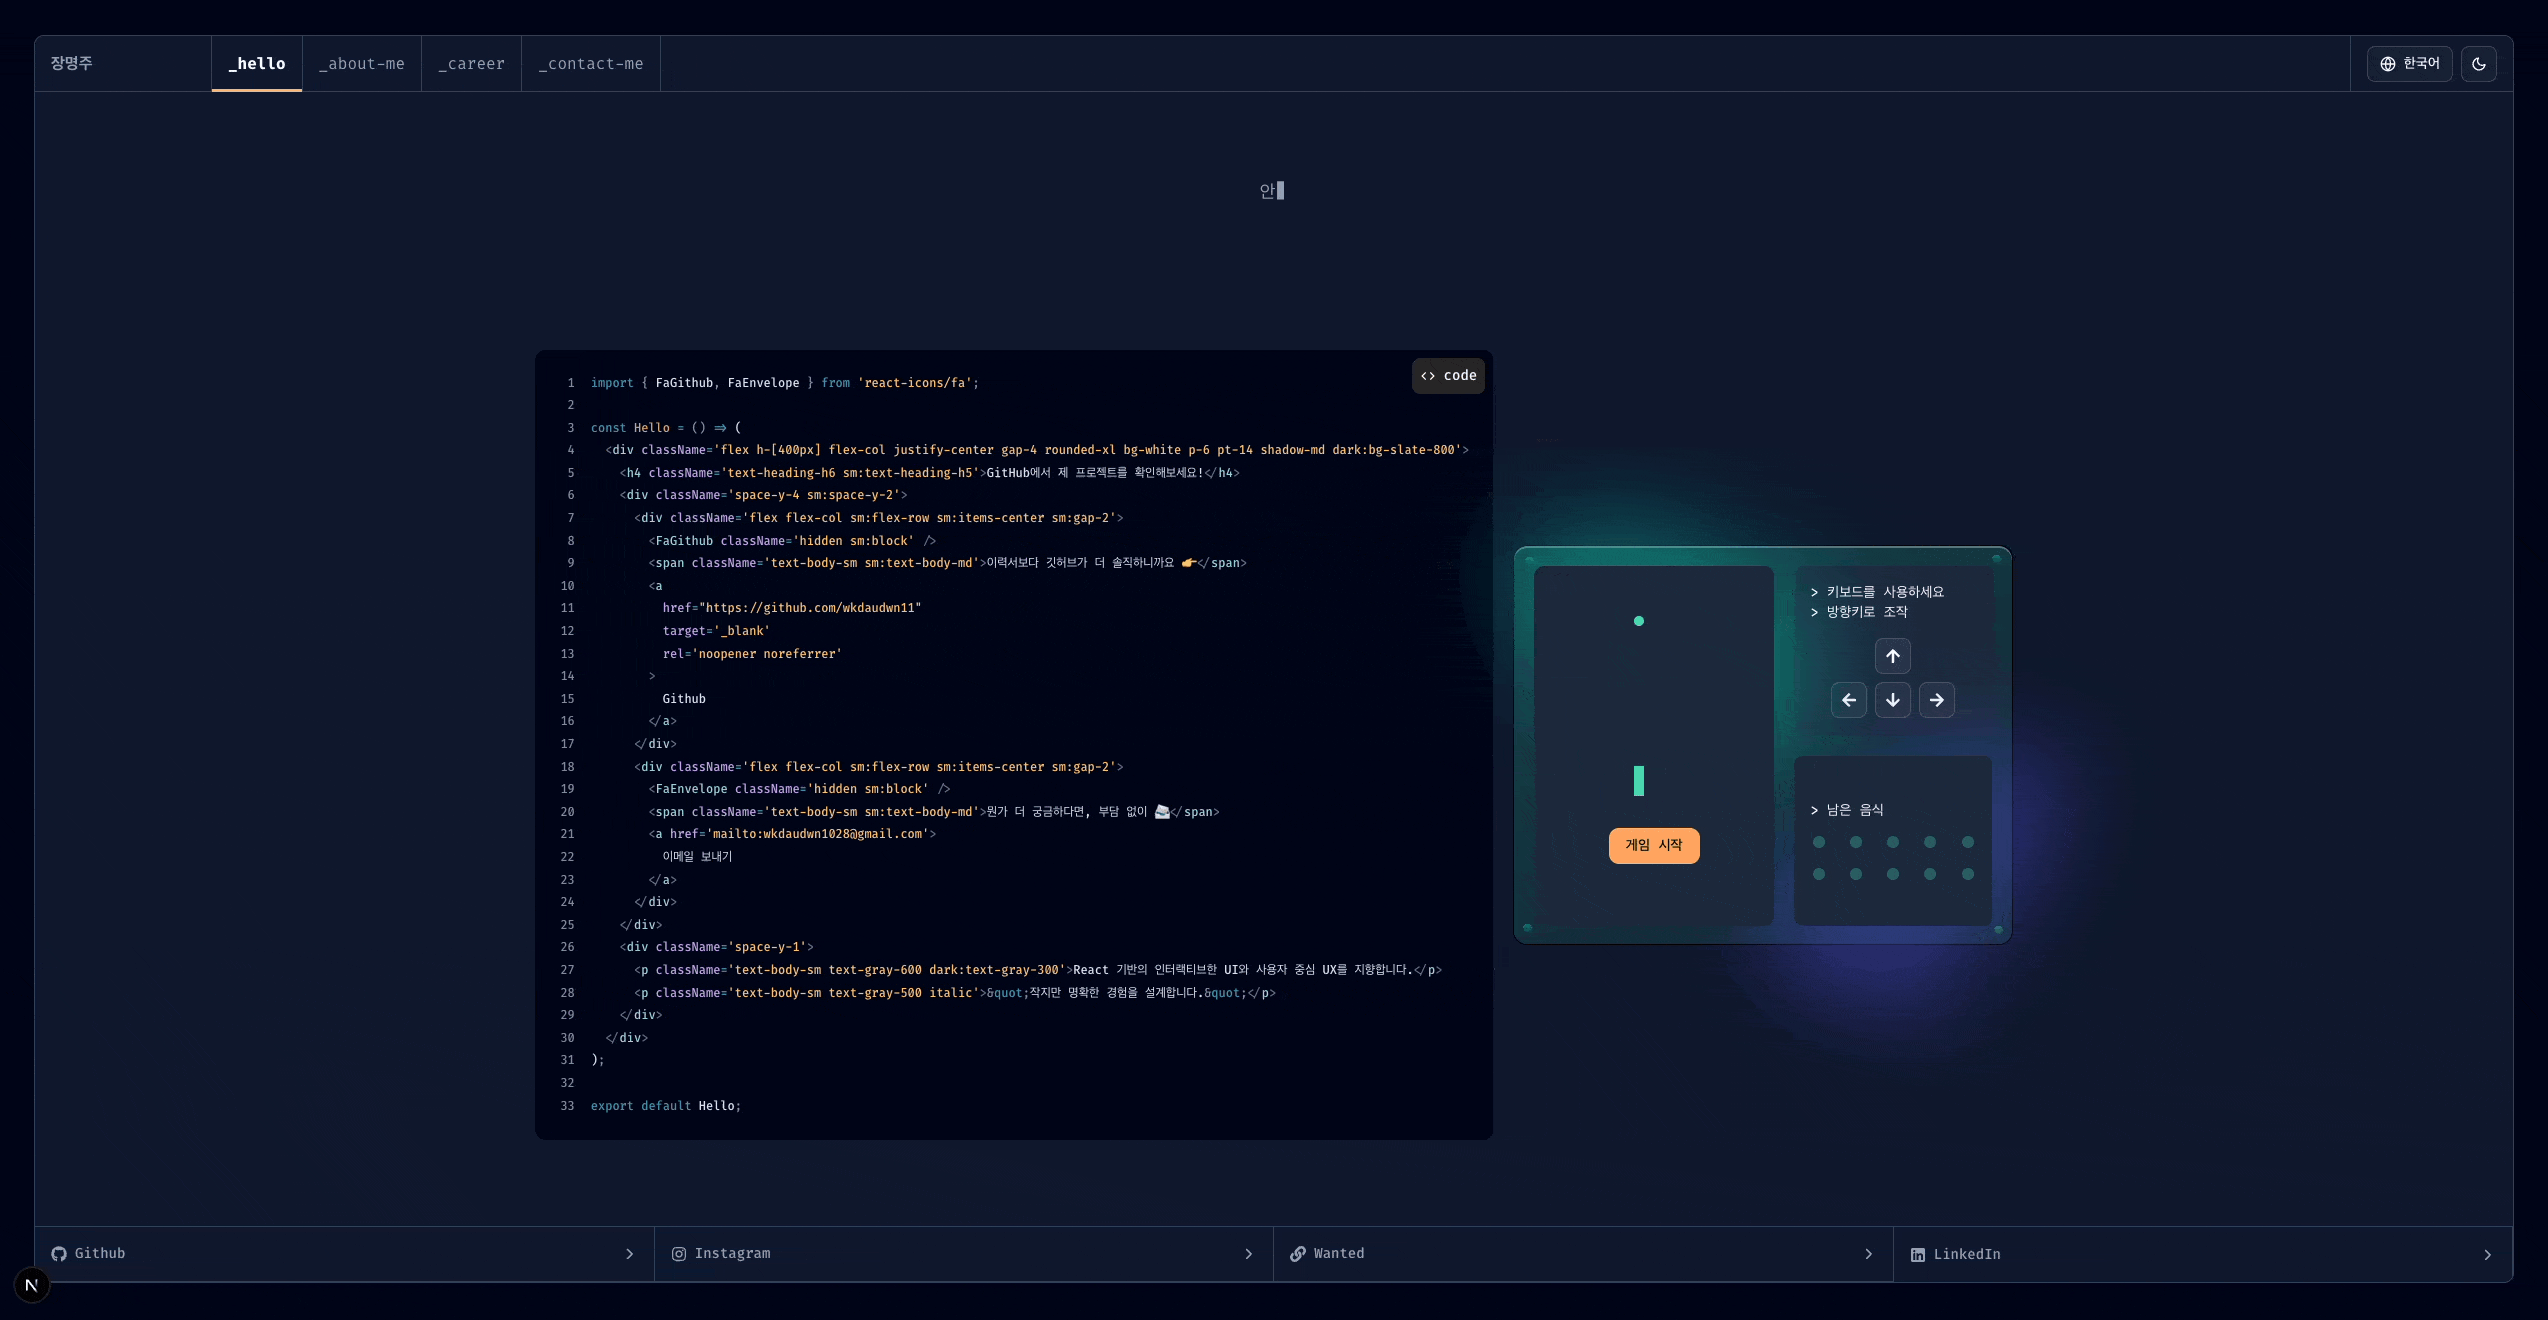 장명주
_hello
_about-me
_career
_contact-me
한국어
안
<> code
1 import { FaGithub, FaEnvelope } from 'react-icons/fa';
2
3 const Hello = () => (
4 <div className='flex h-[400px] flex-col justify-center gap-4 rounded-xl bg-white p-6 pt-14 shadow-md dark:bg-slate-800'>
5 <h4 className='text-heading-h6 sm:text-heading-h5'>GitHub에서 제 프로젝트를 확인해보세요!</h4>
6 <div className='space-y-4 sm:space-y-2'>
7 <div className='flex flex-col sm:flex-row sm:items-center sm:gap-2'>
8 <FaGithub className='hidden sm:block' />
9 <span className='text-body-sm sm:text-body-md'>이력서보다 깃허브가 더 솔직하니까요 👉</span>
10 <a
11 href="https://github.com/wkdaudwn11"
12 target='_blank'
13 rel='noopener noreferrer'
14 >
15 Github
16 </a>
17 </div>
18 <div className='flex flex-col sm:flex-row sm:items-center sm:gap-2'>
19 <FaEnvelope className='hidden sm:block' />
20 <span className='text-body-sm sm:text-body-md'>뭔가 더 궁금하다면, 부담 없이 📨</span>
21 <a href='mailto:wkdaudwn1028@gmail.com'>
22 이메일 보내기
23 </a>
24 </div>
25 </div>
26 <div className='space-y-1'>
27 <p className='text-body-sm text-gray-600 dark:text-gray-300'>React 기반의 인터랙티브한 UI와 사용자 중심 UX를 지향합니다.</p>
28 <p className='text-body-sm text-gray-500 italic'>&quot;작지만 명확한 경험을 설계합니다.&quot;</p>
29 </div>
30 </div>
31 );
32
33 export default Hello;
> 키보드를 사용하세요
> 방향키로 조작
> 남은 음식
게임 시작
Github
Instagram
Wanted
LinkedIn
N